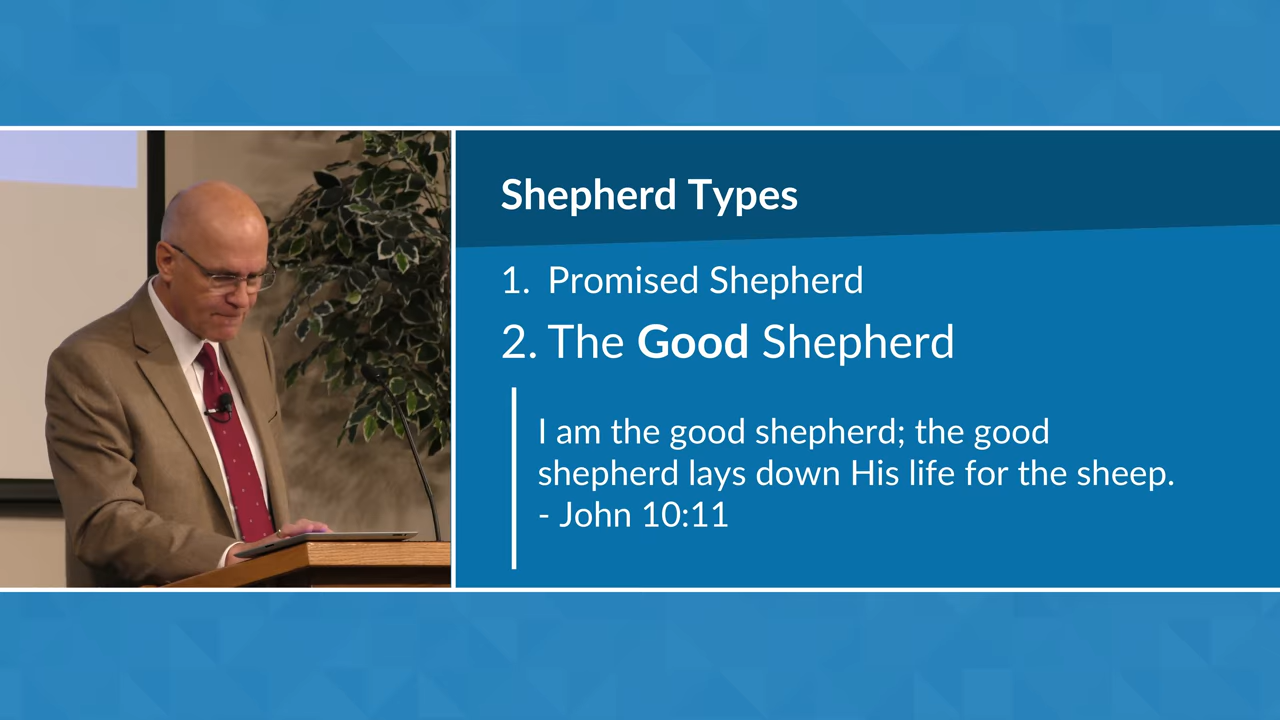 Shepherd Types
1. Promised Shepherd
2. The Good Shepherd
I am the good shepherd; the good
shepherd lays down His life for the sheep.
- John 10:11